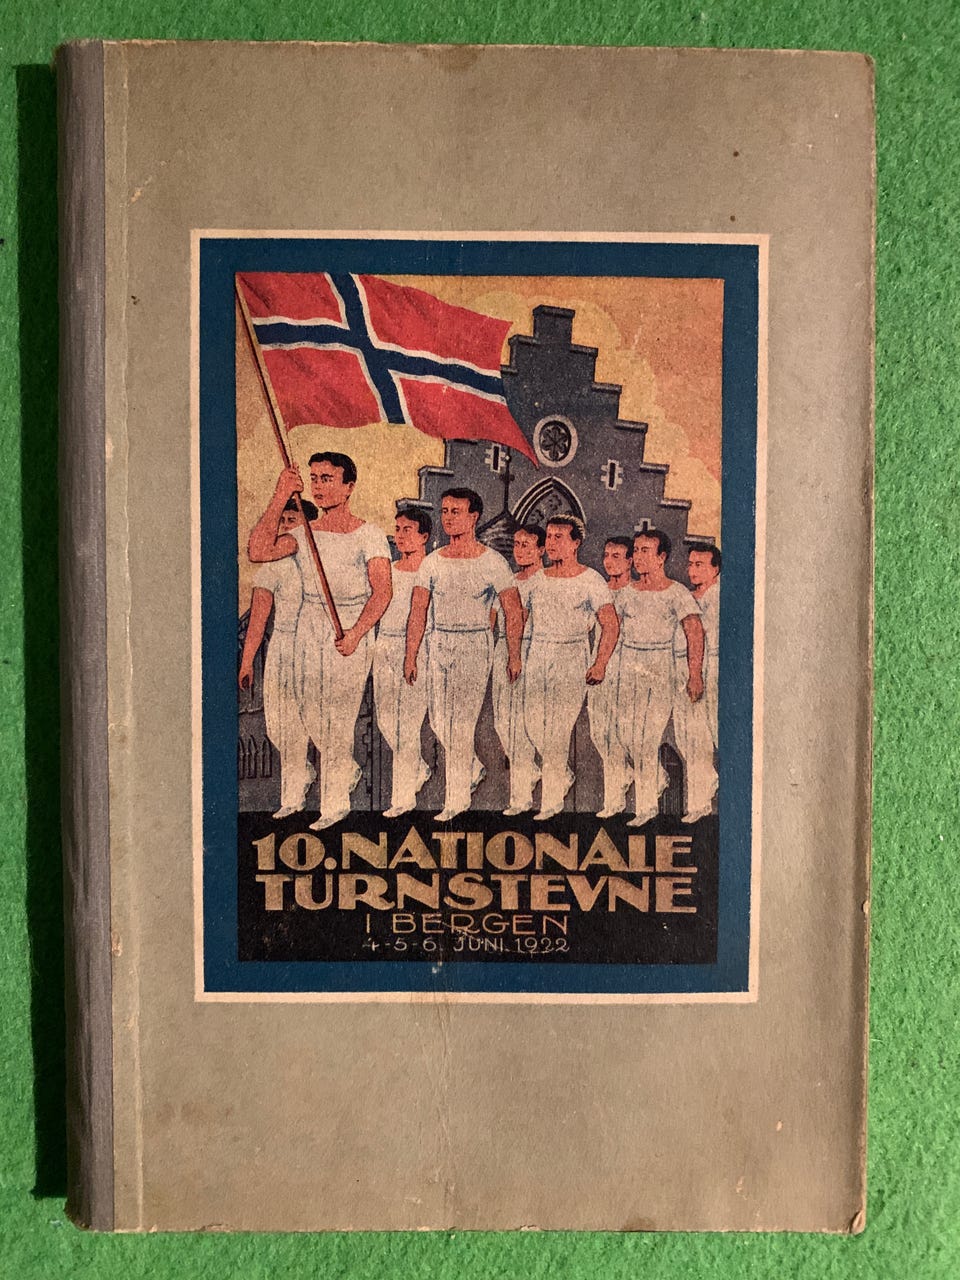 10. NATIONALE
TURNSTEVNE
I BERGEN
4-5-6. JUNI. 1922